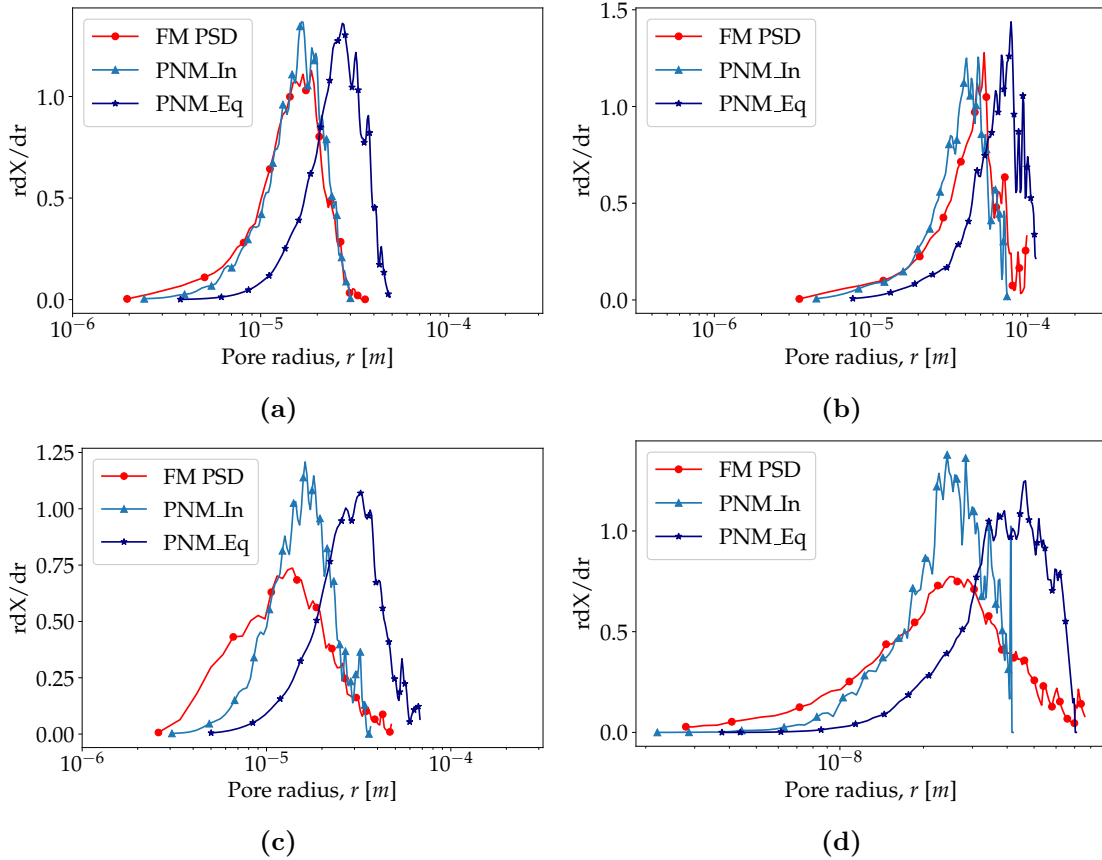 FM PSD
PNM_In
PNM_Eq
rdX/dr
1.0
0.5
0.0
10⁻⁶
10⁻⁵
10⁻⁴
Pore radius, r [m]
(a)
FM PSD
PNM_In
PNM_Eq
rdX/dr
1.5
1.0
0.5
0.0
10⁻⁶
10⁻⁵
10⁻⁴
Pore radius, r [m]
(b)
FM PSD
PNM_In
PNM_Eq
rdX/dr
1.25
1.00
0.75
0.50
0.25
0.00
10⁻⁶
10⁻⁵
10⁻⁴
Pore radius, r [m]
(c)
FM PSD
PNM_In
PNM_Eq
rdX/dr
1.0
0.5
0.0
10⁻⁸
Pore radius, r [m]
(d)